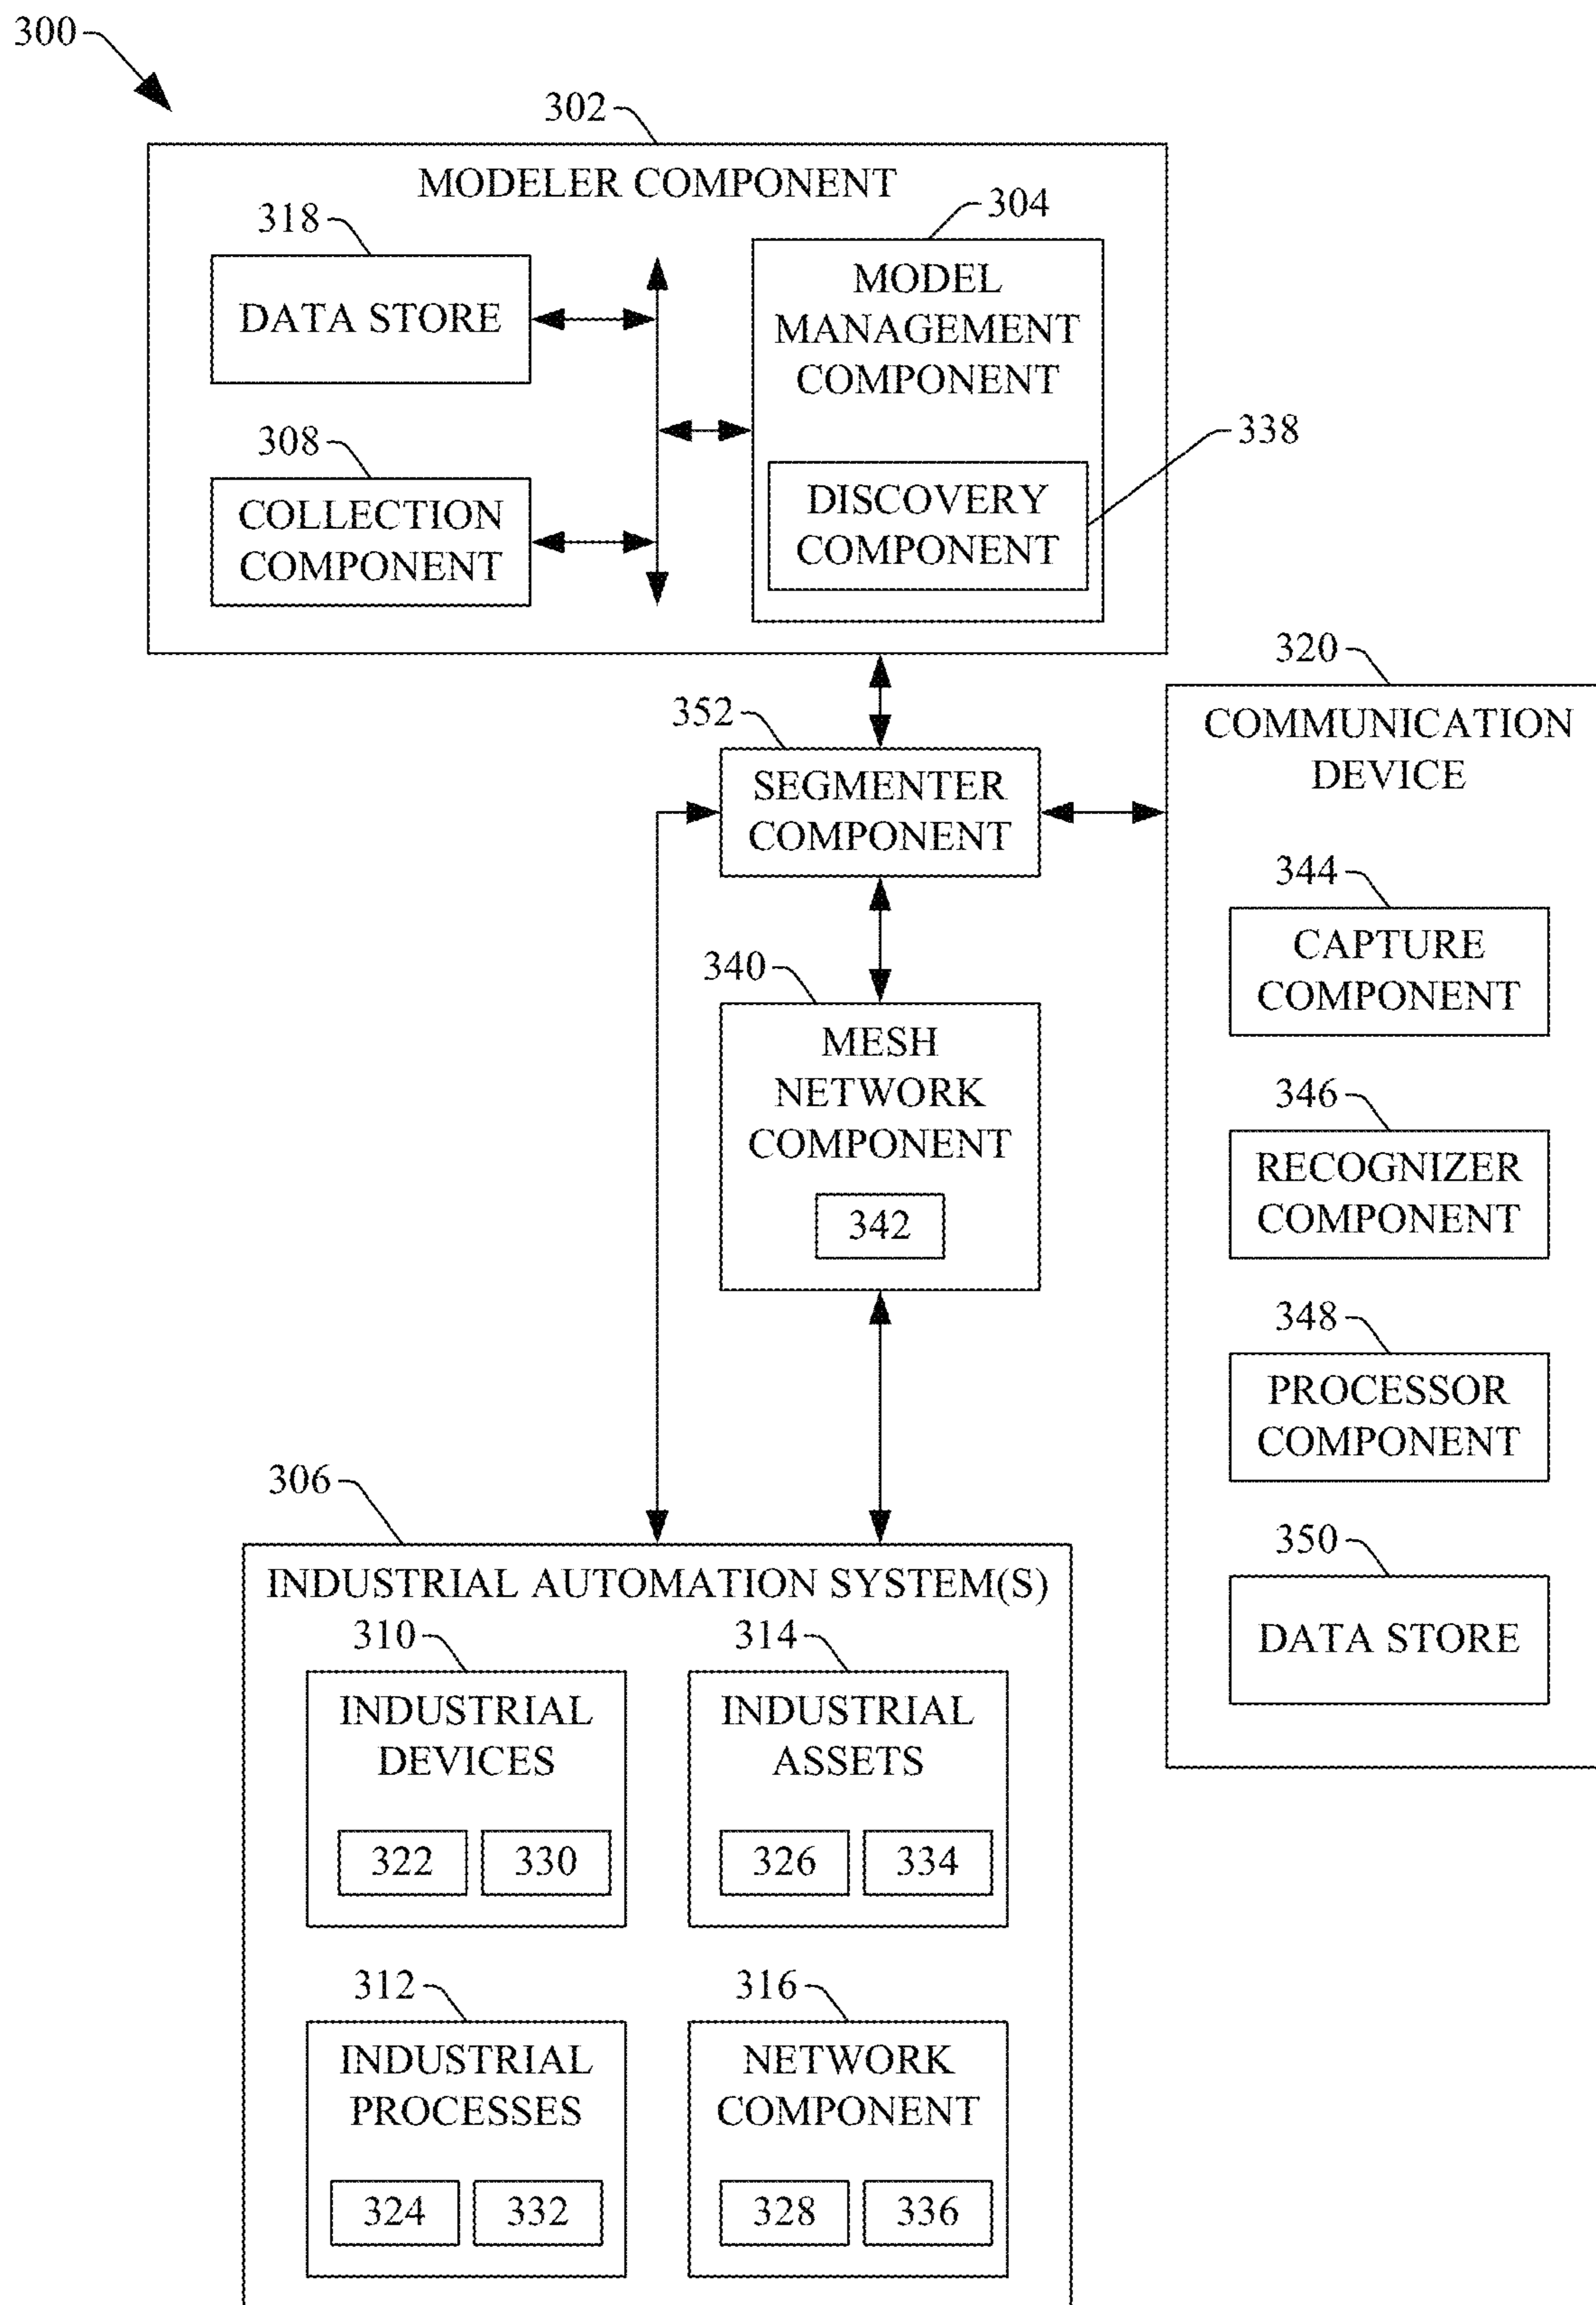 300
302
MODELER COMPONENT
318
304
DATA STORE
MODEL
MANAGEMENT
COMPONENT
308
338
COLLECTION
COMPONENT
DISCOVERY
COMPONENT
320
352
COMMUNICATION
DEVICE
SEGMENTER
COMPONENT
344
CAPTURE
COMPONENT
340
MESH
NETWORK
COMPONENT
342
346
RECOGNIZER
COMPONENT
348
PROCESSOR
COMPONENT
306
350
DATA STORE
INDUSTRIAL AUTOMATION SYSTEM(S)
310
314
INDUSTRIAL
DEVICES
322 330
INDUSTRIAL
ASSETS
326 334
312
316
INDUSTRIAL
PROCESSES
324 332
NETWORK
COMPONENT
328 336